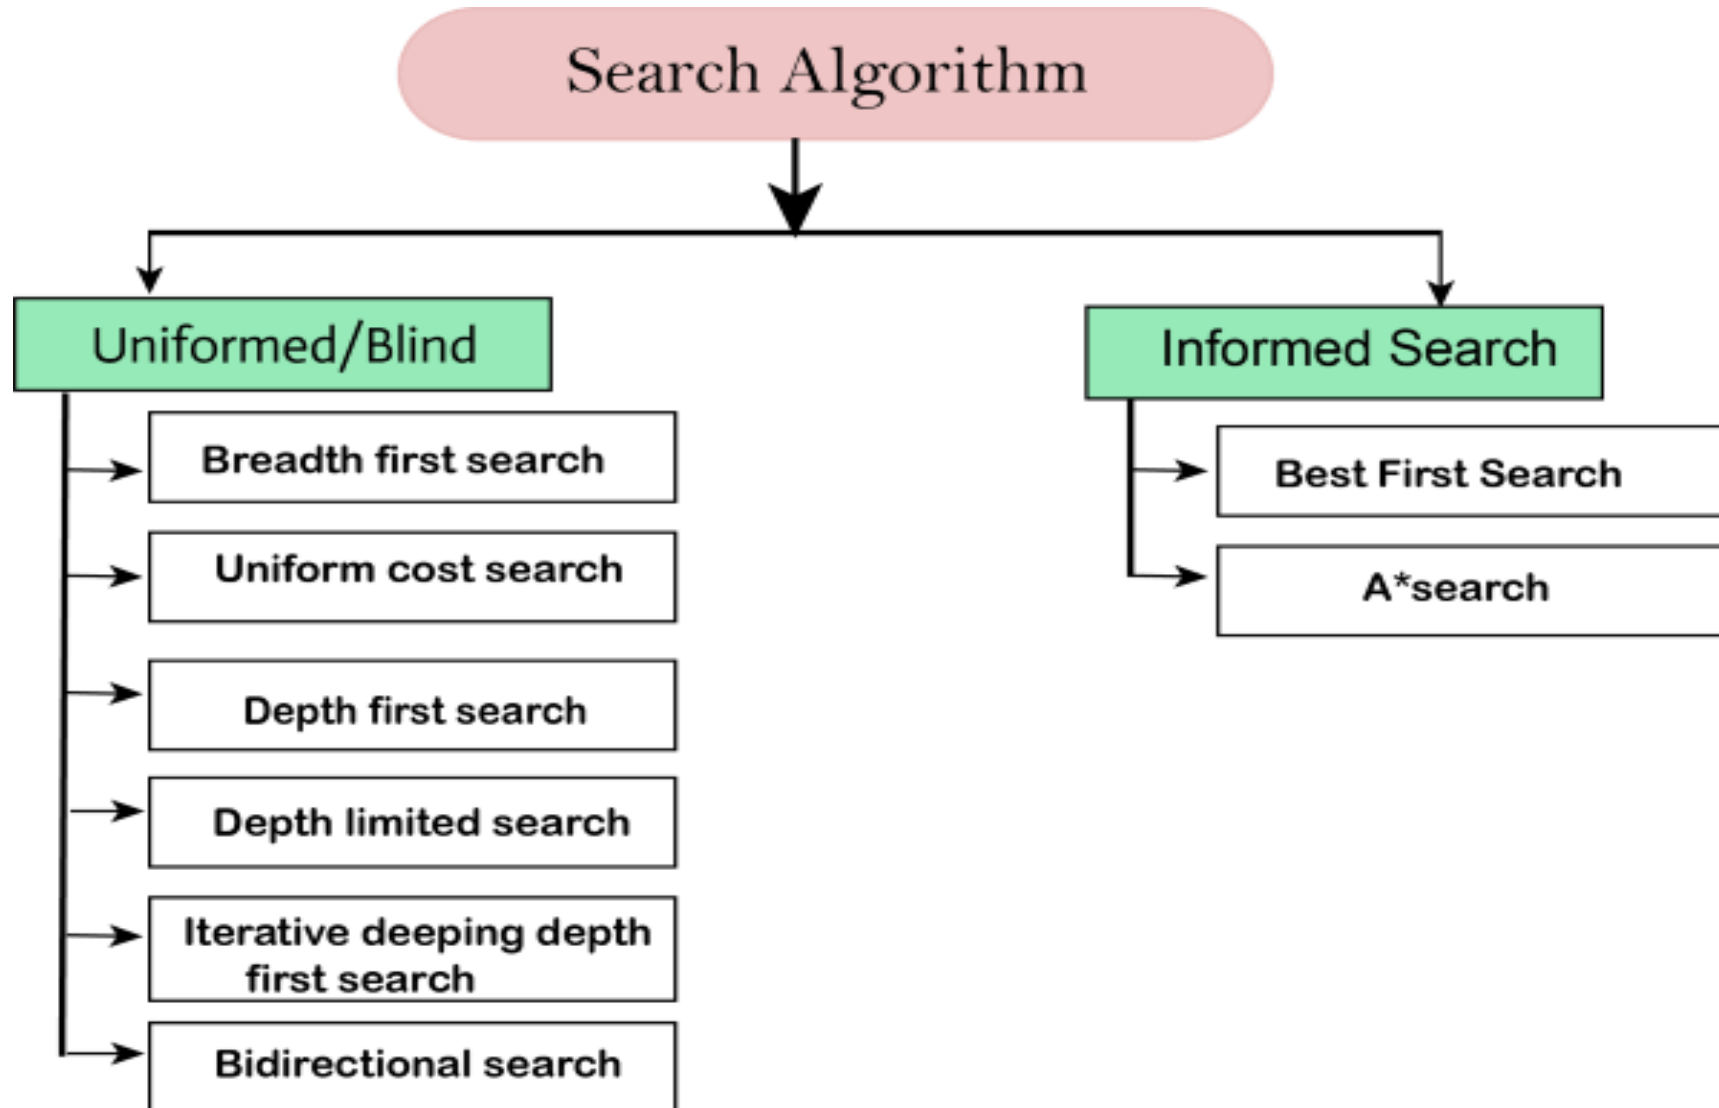 Search Algorithm
Uniformed/Blind
Breadth first search
Uniform cost search
Depth first search
Depth limited search
Iterative deeping depth
first search
Bidirectional search
Informed Search
Best First Search
A*search